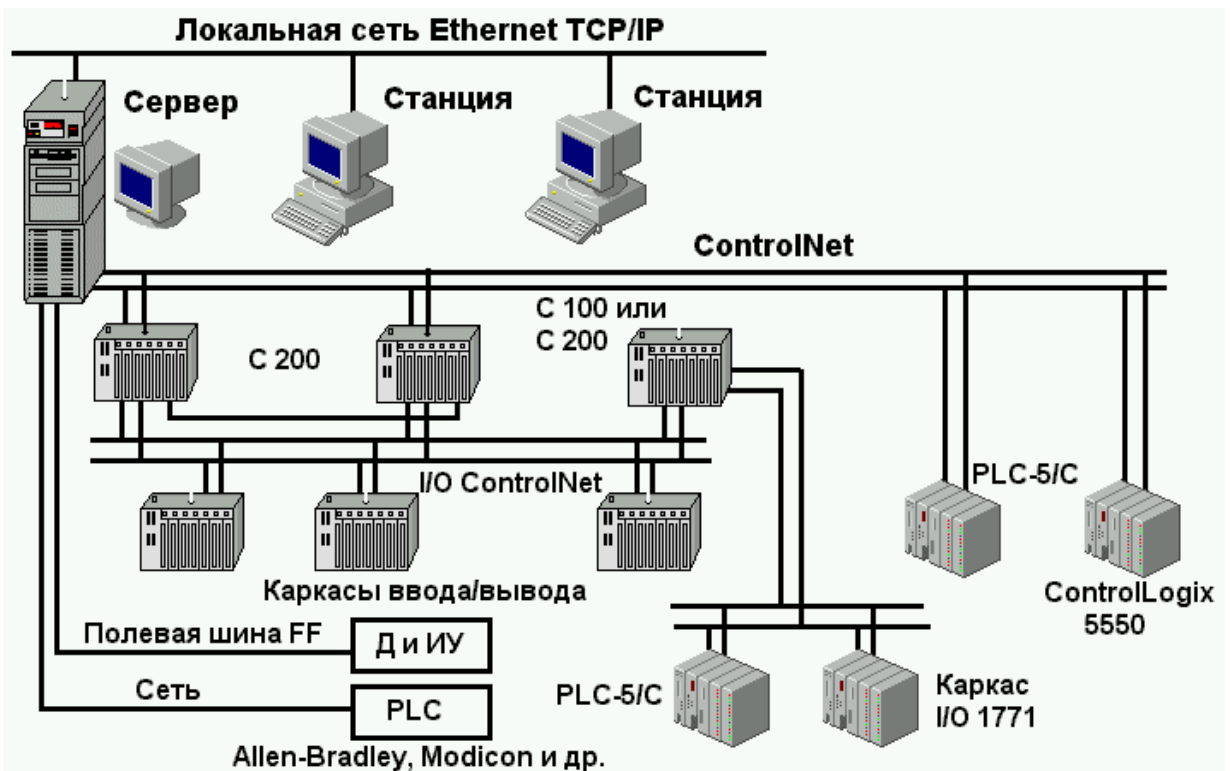 Локальная сеть Ethernet TCP/IP
Сервер
Станция
Станция
ControlNet
С 200
С 100 или
С 200
I/O ControlNet
PLC-5/C
ControlLogix
5550
Каркасы ввода/вывода
Полевая шина FF
Д и ИУ
Сеть
PLC
PLC-5/C
Каркас
I/O 1771
Allen-Bradley, Modicon и др.